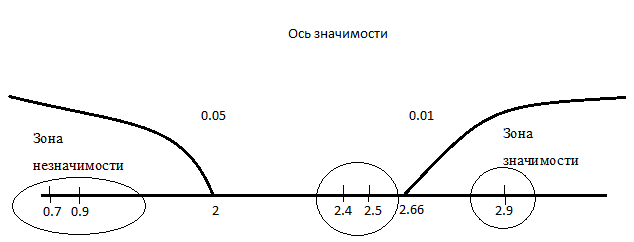 Ось значимости
0.05 0.01
Зона Зона
незначимости значимости
0.7 0.9 2 2.4 2.5 2.66 2.9